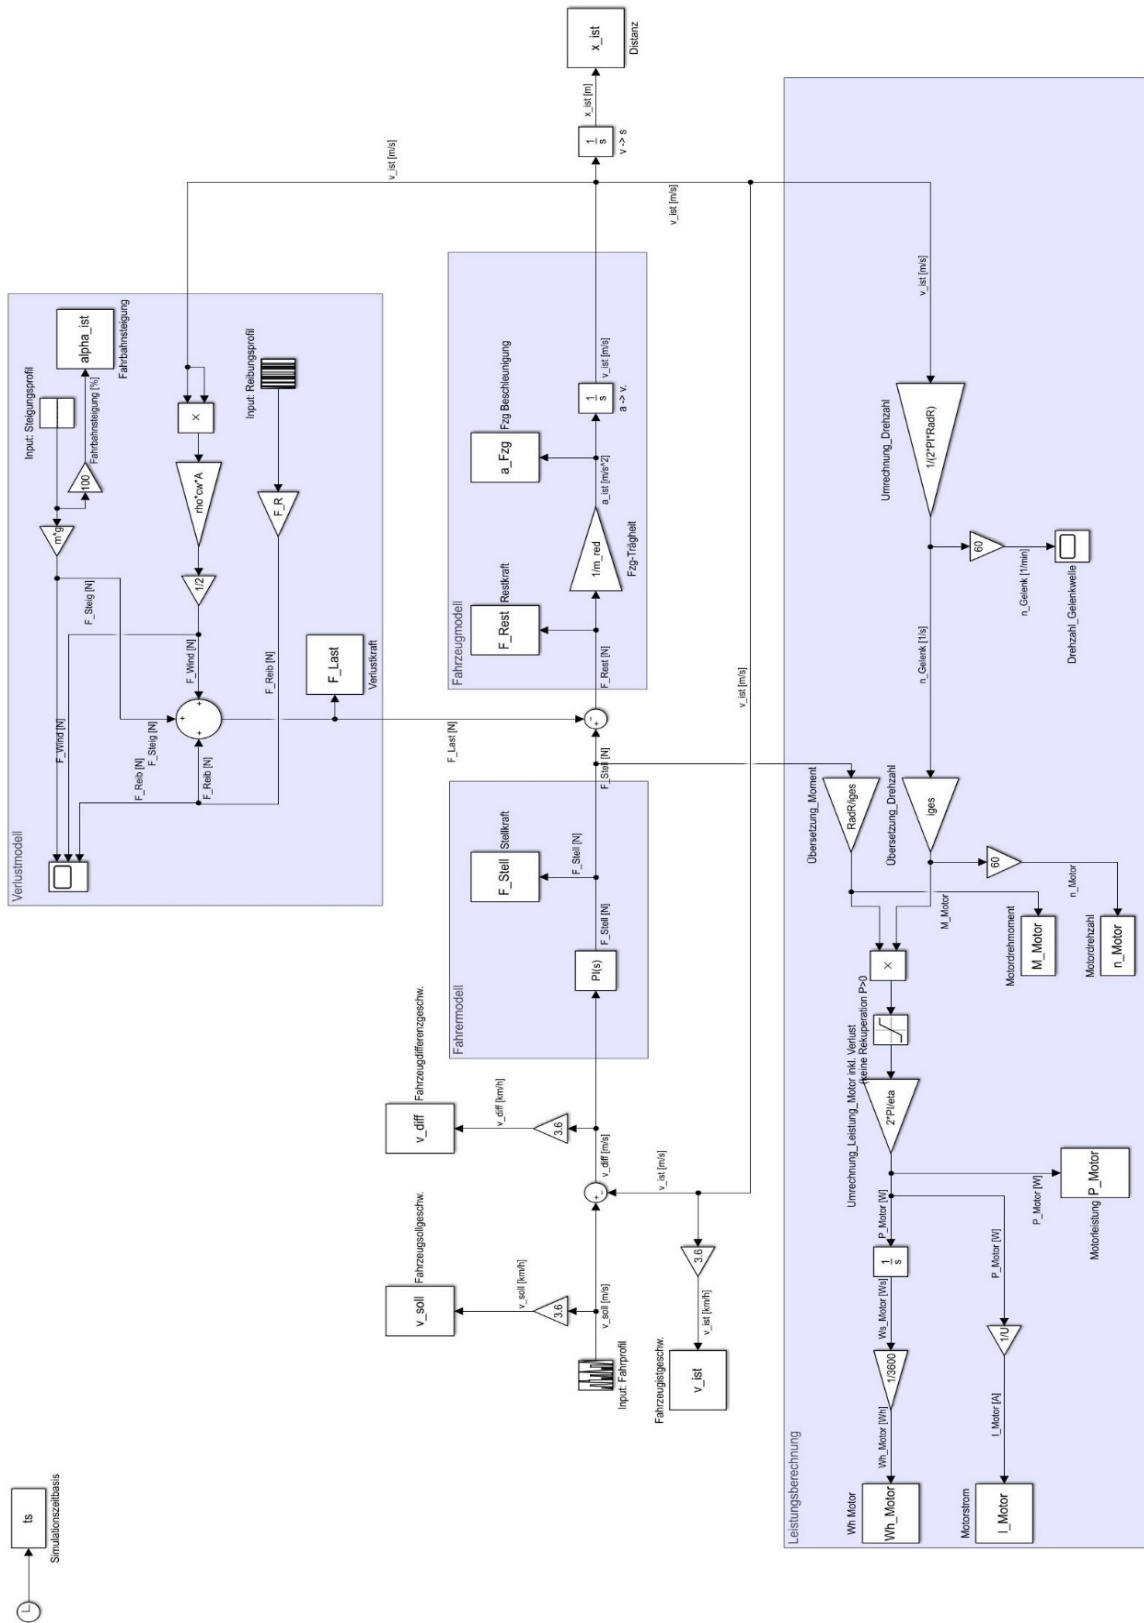 ts
Simulationszeitbasis
Verlustmodell
Input: Steigungsprofil
m*g
100
Fahrbahnsteigung [%]
alpha_ist
Fahrbahnsteigung
F_Steig [N]
F_Wind [N]
F_Reib [N]
F_Steig [N]
F_Wind [N]
F_Reib [N]
F_Reib [N]
+
+
+
1/2
rho*cw*A
×
Input: Reibungsprofil
F_R
F_Last
Verlustkraft
F_Last [N]
v_ist [m/s]
Input: Fahrprofil
v_soll [m/s]
3.6
v_soll [km/h]
v_soll
Fahrzeugsollgeschw.
+
-
v_diff [m/s]
3.6
v_diff [km/h]
v_diff
Fahrzeugdifferenzgeschw.
v_ist [m/s]
3.6
v_ist [km/h]
v_ist
Fahrzeugistgeschw.
Fahrermodell
PI(s)
F_Stell [N]
F_Stell [N]
F_Stell
Stellkraft
F_Stell [N]
+
-
Fahrzeugmodell
F_Rest [N]
F_Rest
Restkraft
1/m_red
Fzg-Trägheit
a_ist [m/s^2]
a_Fzg
Fzg Beschleunigung
1
s
a -> v.
v_ist [m/s]
v_ist [m/s]
1
s
v -> s
x_ist [m]
x_ist
Distanz
v_ist [m/s]
Leistungsberechnung
v_ist [m/s]
Umrechnung_Drehzahl
1/(2*PI*RadR)
60
n_Gelenk [1/min]
Drehzahl_Gelenkwelle
n_Gelenk [1/s]
Übersetzung_Moment
RadR/iges
Übersetzung_Drehzahl
iges
60
n_Motor
M_Motor
Motordrehmoment
M_Motor
Motordrehzahl
n_Motor
×
Umrechnung_Leistung_Motor inkl. Verlust
(keine Rekuperation P>0
2*PI/eta
P_Motor [W]
P_Motor [W]
P_Motor [W]
Motorleistung
P_Motor
1
s
Ws_Motor [Ws]
1/3600
Wh_Motor [Wh]
Wh Motor
Wh_Motor
1/U
I_Motor [A]
Motorstrom
I_Motor